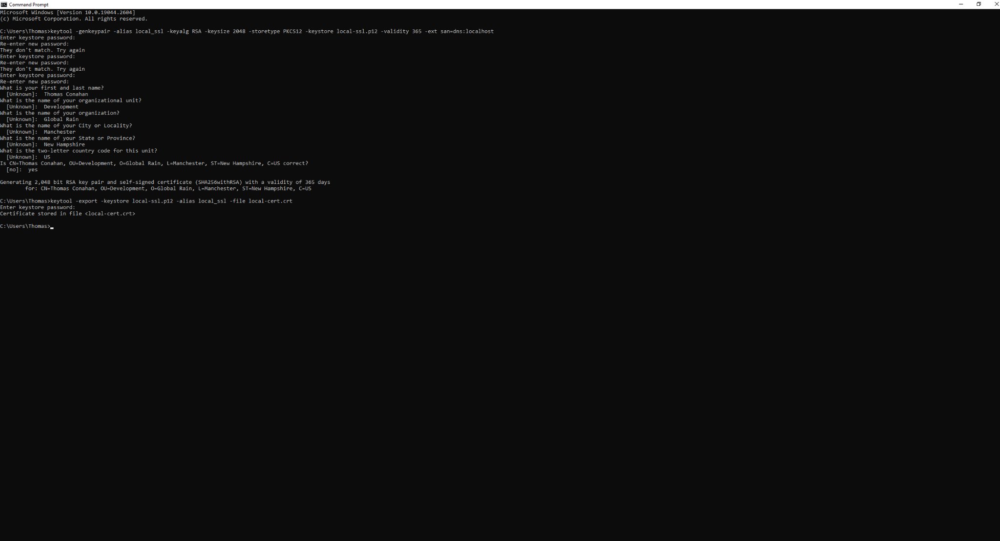 Command Prompt
Microsoft Windows [Version 10.0.19044.2604]
(c) Microsoft Corporation. All rights reserved.
C:\Users\Thomas>keytool -genkeypair -alias local_ssl -keyalg RSA -keysize 2048 -storetype PKCS12 -keystore local-ssl.p12 -validity 365 -ext san=dns:localhost
Enter keystore password:
Re-enter new password:
They don't match. Try again
Enter keystore password:
Re-enter new password:
They don't match. Try again
Enter keystore password:
Re-enter new password:
What is your first and last name?
  [Unknown]:  Thomas Conahan
What is the name of your organizational unit?
  [Unknown]:  Development
What is the name of your organization?
  [Unknown]:  Global Rain
What is the name of your City or Locality?
  [Unknown]:  Manchester
What is the name of your State or Province?
  [Unknown]:  New Hampshire
What is the two-letter country code for this unit?
  [Unknown]:  US
Is CN=Thomas Conahan, OU=Development, O=Global Rain, L=Manchester, ST=New Hampshire, C=US correct?
  [no]:  yes
Generating 2,048 bit RSA key pair and self-signed certificate (SHA256withRSA) with a validity of 365 days
        for: CN=Thomas Conahan, OU=Development, O=Global Rain, L=Manchester, ST=New Hampshire, C=US
C:\Users\Thomas>keytool -export -keystore local-ssl.p12 -alias local_ssl -file local-cert.crt
Enter keystore password:
Certificate stored in file <local-cert.crt>
C:\Users\Thomas>